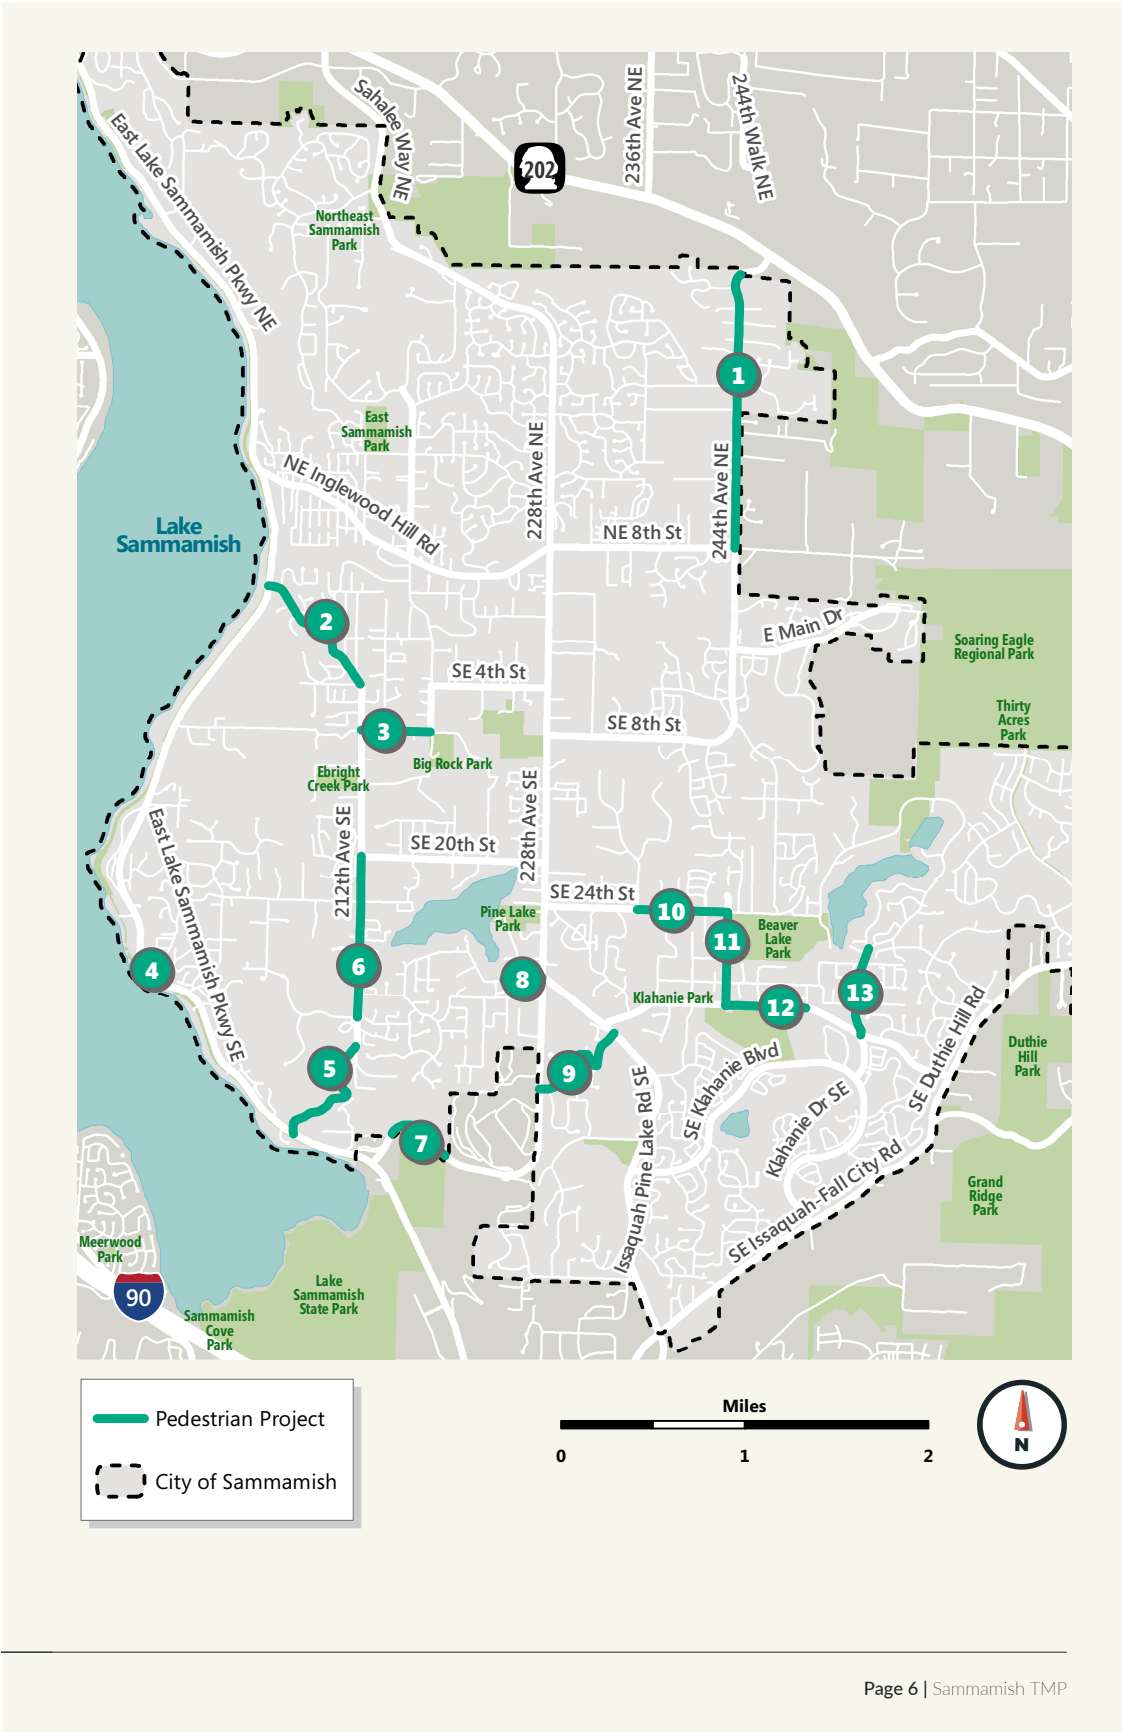 Sahalee Way NE
236th Ave NE
244th Walk NE
202
East Lake Sammamish Pkwy NE
Northeast
Sammamish
Park
1
East
Sammamish
Park
NE Inglewood Hill Rd
228th Ave NE
244th Ave NE
NE 8th St
Lake
Sammamish
2
E Main Dr
Soaring Eagle
Regional Park
SE 4th St
Thirty
Acres
Park
3
SE 8th St
Big Rock Park
Ebright
Creek Park
228th Ave SE
212th Ave SE
East Lake Sammamish Pkwy SE
SE 20th St
SE 24th St
Pine Lake
Park
10
11
Beaver
Lake
Park
4
6
8
Klahanie Park
12
13
SE Duthie Hill Rd
Duthie
Hill
Park
5
9
Issaquah Pine Lake Rd SE
SE Klahanie Blvd
Klahanie Dr SE
7
SE Issaquah-Fall City Rd
Grand
Ridge
Park
Meerwood
Park
90
Lake
Sammamish
State Park
Sammamish
Cove
Park
Pedestrian Project
City of Sammamish
Miles
0 1 2
N
Page 6 | Sammamish TMP